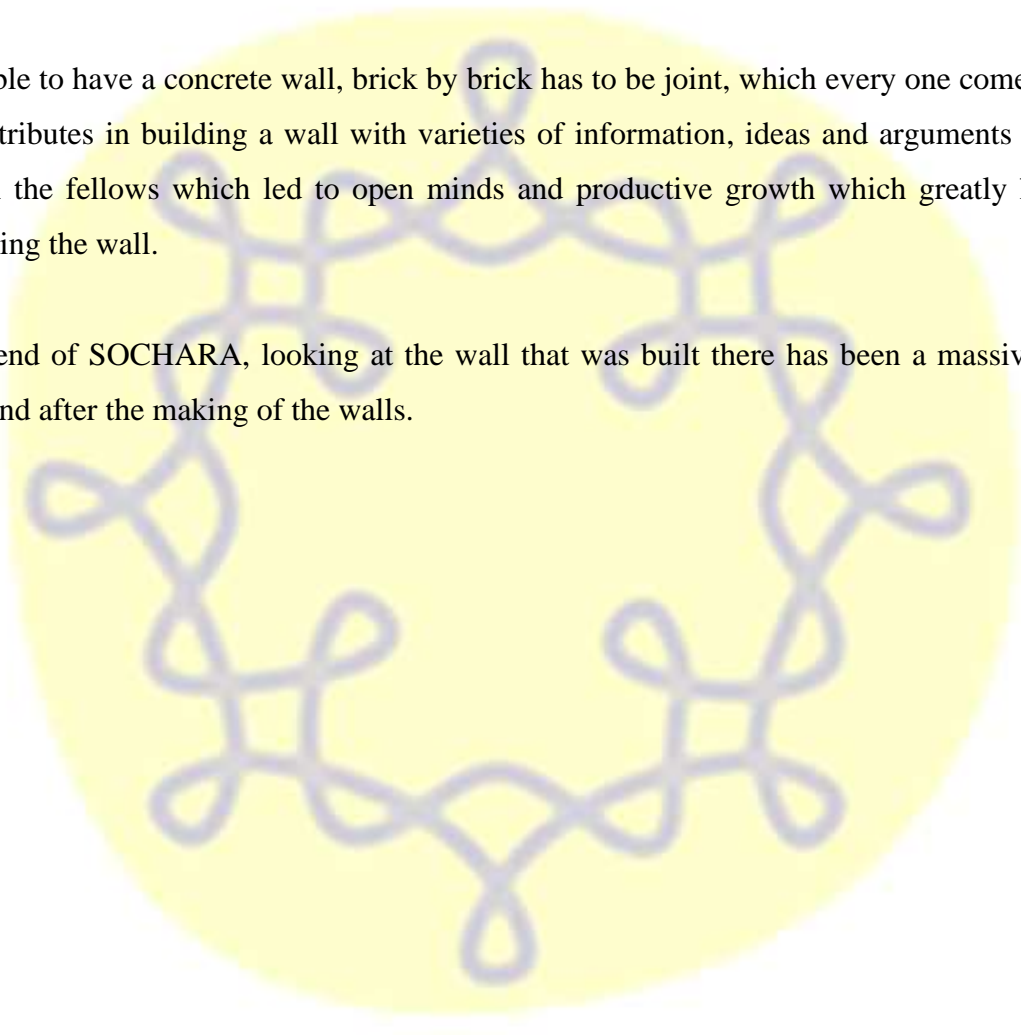 ble to have a concrete wall, brick by brick has to be joint, which every one come
tributes in building a wall with varieties of information, ideas and arguments
the fellows which led to open minds and productive growth which greatly
ing the wall.
end of SOCHARA, looking at the wall that was built there has been a massiv
nd after the making of the walls.